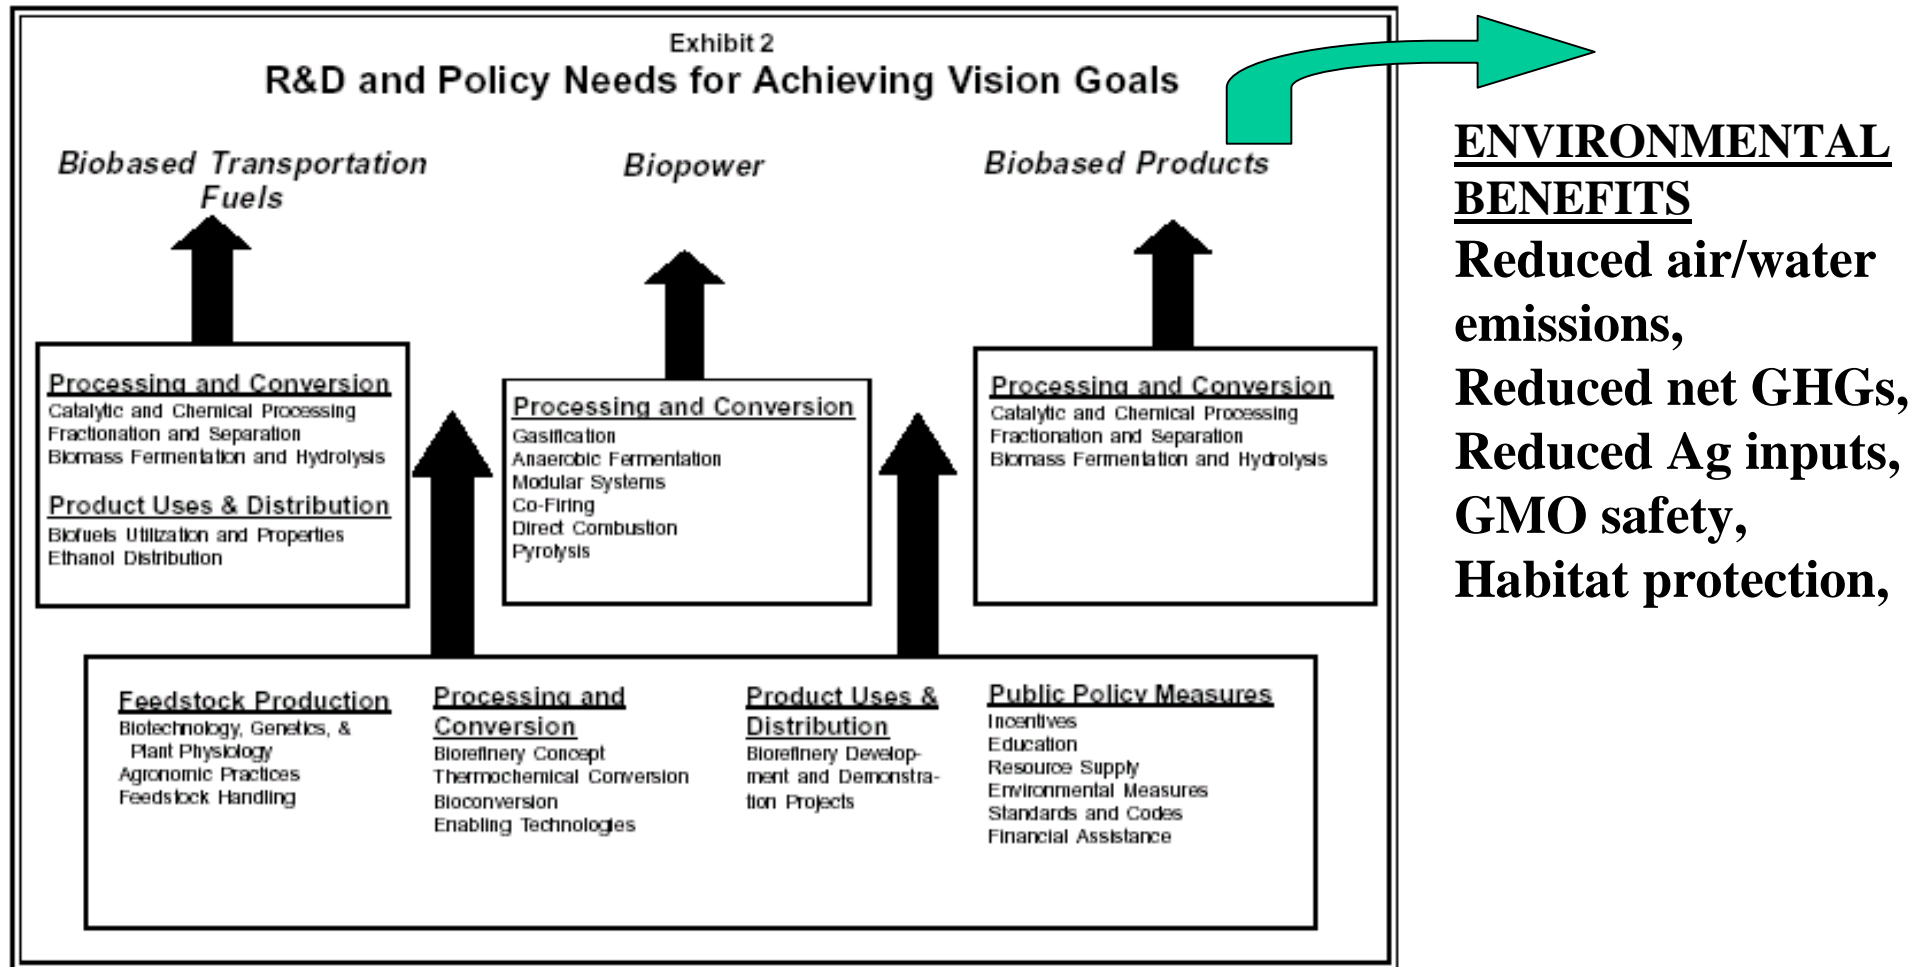 Exhibit 2
R&D and Policy Needs for Achieving Vision Goals
Biobased Transportation
Fuels
Biopower
Biobased Products
Processing and Conversion
Catalytic and Chemical Processing
Fractionation and Separation
Biomass Fermentation and Hydrolysis
Product Uses & Distribution
Biofuels Utilization and Properties
Ethanol Distribution
Processing and Conversion
Gasification
Anaerobic Fermentation
Modular Systems
Co-Firing
Direct Combustion
Pyrolysis
Processing and Conversion
Catalytic and Chemical Processing
Fractionation and Separation
Biomass Fermentation and Hydrolysis
Feedstock Production
Biotechnology, Genetics, &
Plant Physiology
Agronomic Practices
Feedstock Handling
Processing and
Conversion
Biorefinery Concept
Thermochemical Conversion
Bioconversion
Enabling Technologies
Product Uses &
Distribution
Biorefinery Develop-
ment and Demonstra-
tion Projects
Public Policy Measures
Incentives
Education
Resource Supply
Environmental Measures
Standards and Codes
Financial Assistance
ENVIRONMENTAL
BENEFITS
Reduced air/water
emissions,
Reduced net GHGs,
Reduced Ag inputs,
GMO safety,
Habitat protection,